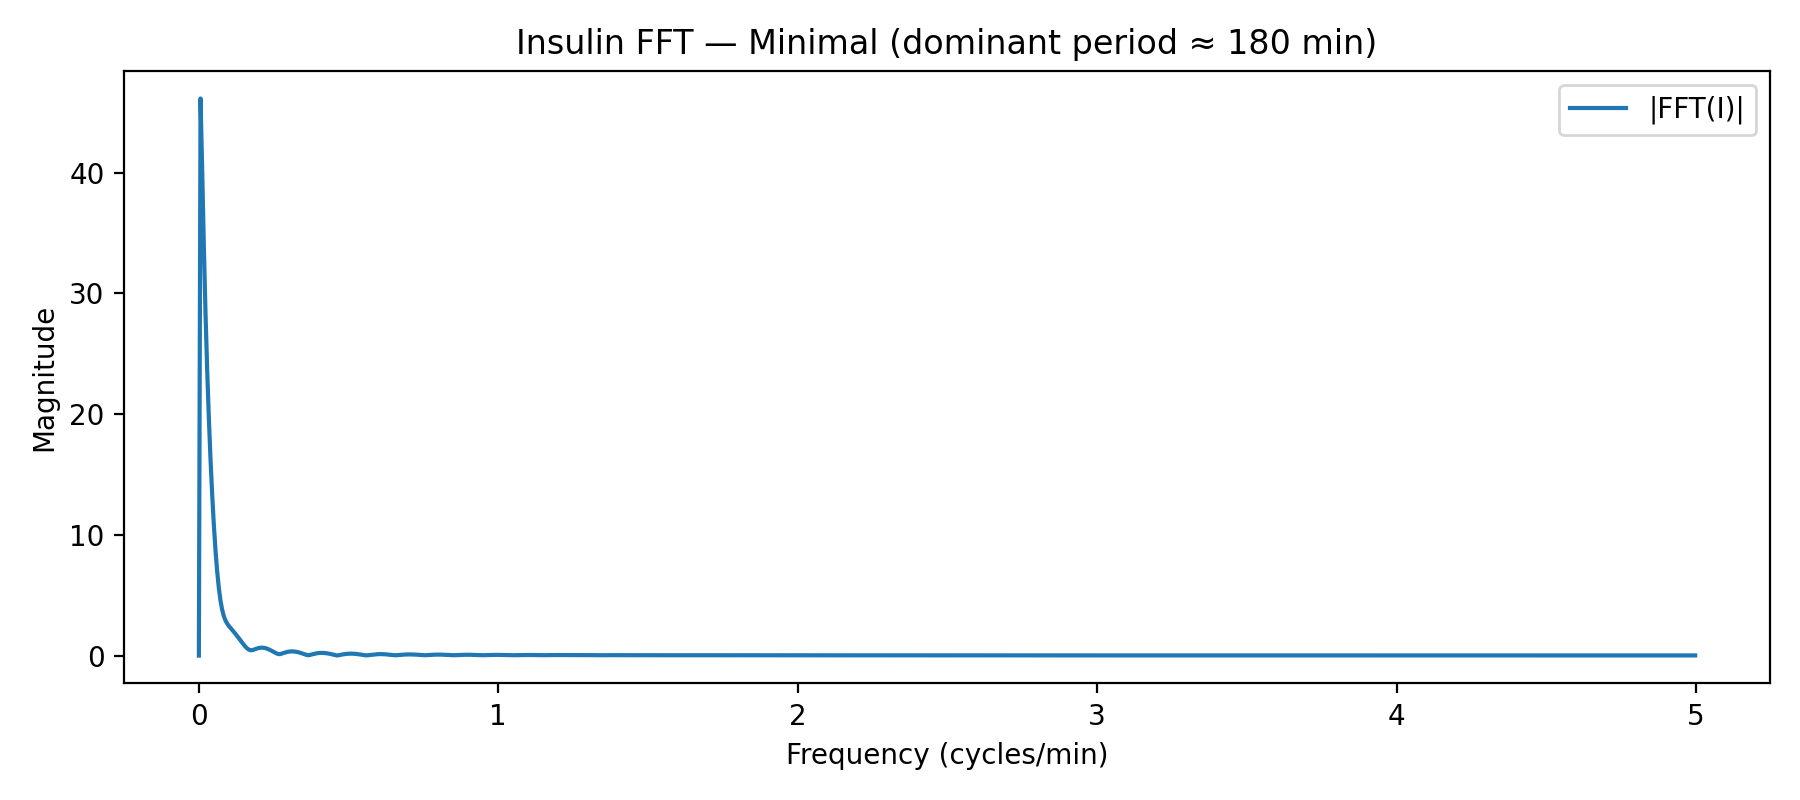 Insulin FFT — Minimal (dominant period ≈ 180 min)
|FFT(I)|
Magnitude
40
30
20
10
0
0 1 2 3 4 5
Frequency (cycles/min)